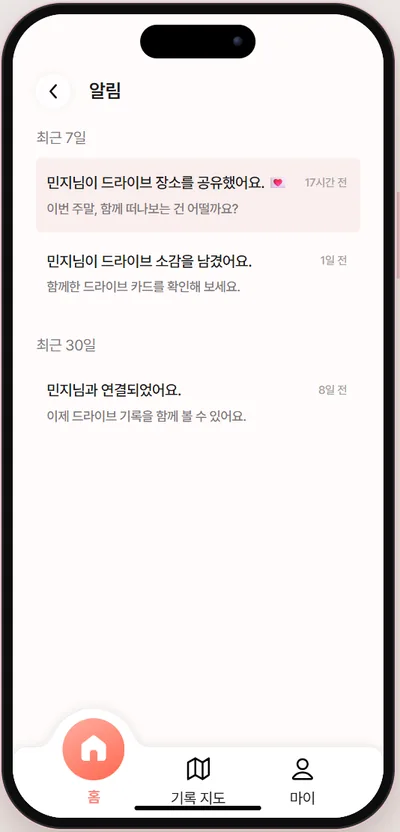 알림
최근 7일
민지님이 드라이브 장소를 공유했어요. 💌 17시간 전
이번 주말, 함께 떠나보는 건 어떨까요?
민지님이 드라이브 소감을 남겼어요. 1일 전
함께한 드라이브 카드를 확인해 보세요.
최근 30일
민지님과 연결되었어요. 8일 전
이제 드라이브 기록을 함께 볼 수 있어요.
홈 기록 지도 마이